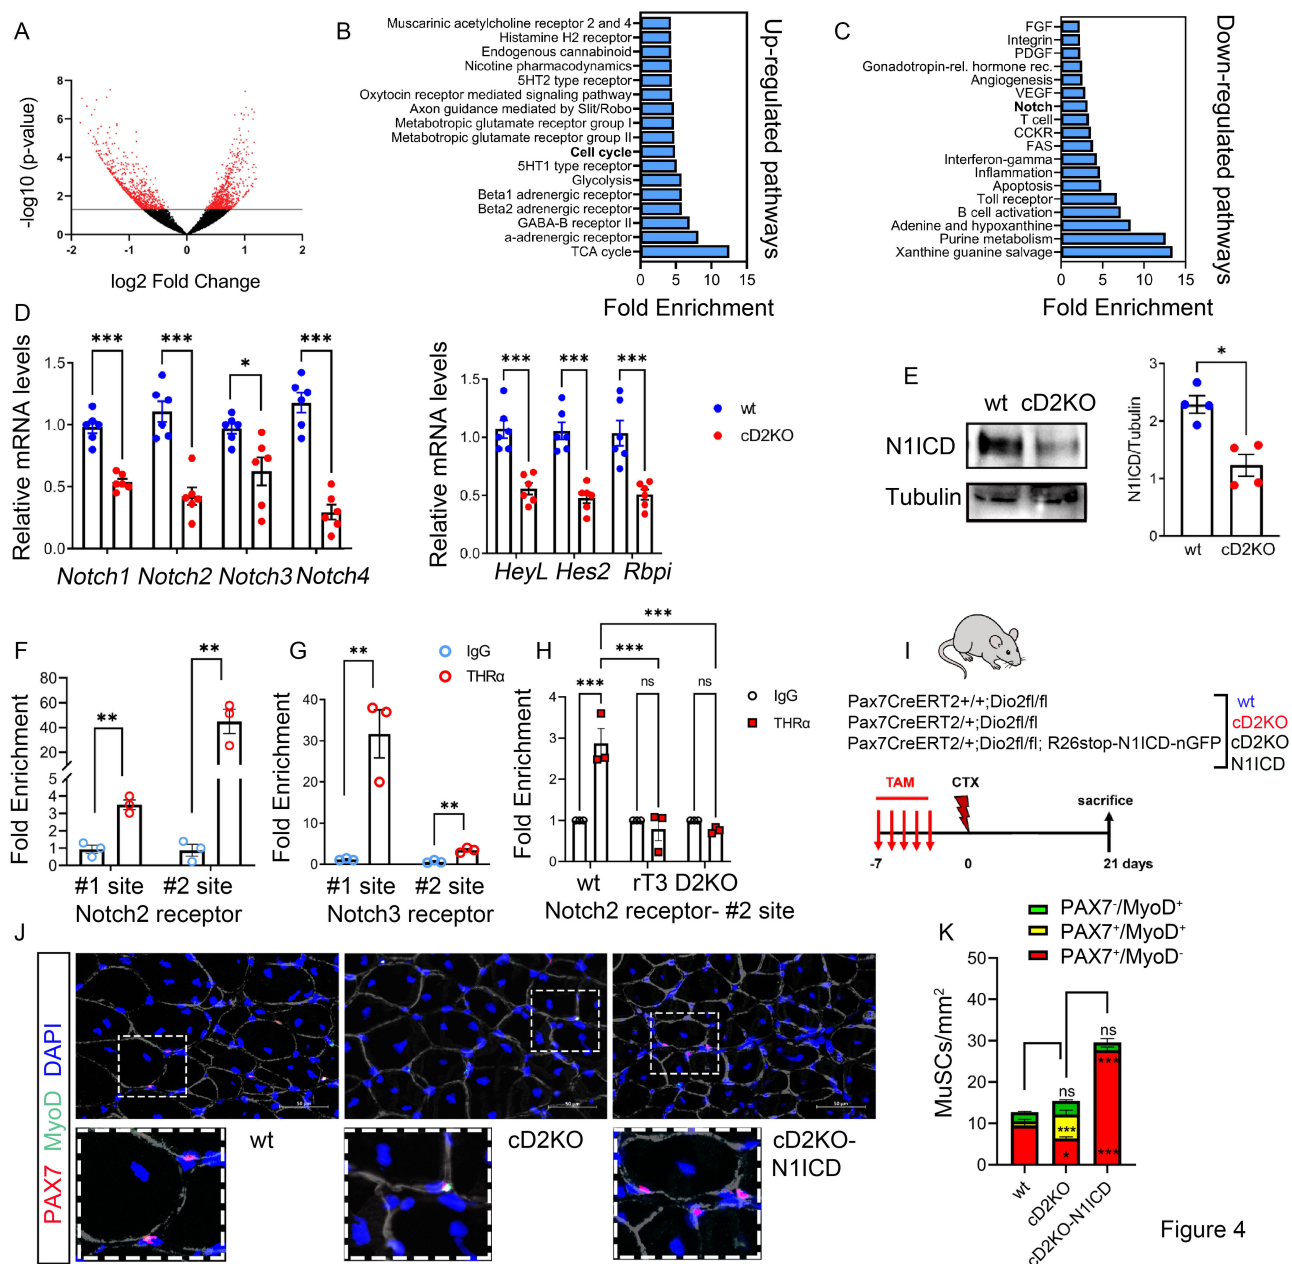 A
8
6
4
2
0
-2
-1
0
1
2
-log10 (p-value)
log2 Fold Change
B
Muscarinic acetylcholine receptor 2 and 4
Histamine H2 receptor
Endogenous cannabinoid
Nicotine pharmacodynamics
5HT2 type receptor
Oxytocin receptor mediated signaling pathway
Axon guidance mediated by Slit/Robo
Metabotropic glutamate receptor group I
Metabotropic glutamate receptor group II
Cell cycle
5HT1 type receptor
Glycolysis
Beta1 adrenergic receptor
Beta2 adrenergic receptor
GABA-B receptor II
a-adrenergic receptor
TCA cycle
0 5 10 15
Fold Enrichment
Up-regulated pathways
C
FGF
Integrin
PDGF
Gonadotropin-rel. hormone rec.
Angiogenesis
VEGF
Notch
T cell
CCKR
FAS
Interferon-gamma
Inflammation
Apoptosis
Toll receptor
B cell activation
Adenine and hypoxanthine
Purine metabolism
Xanthine guanine salvage
0 5 10 15
Fold Enrichment
Down-regulated pathways
D
Relative mRNA levels
1.5
1.0
0.5
0.0
*** *** * ***
Notch1 Notch2 Notch3 Notch4
Relative mRNA levels
1.5
1.0
0.5
0.0
*** *** ***
HeyL Hes2 Rbpi
wt
cD2KO
E
wt cD2KO
N1ICD
Tubulin
N1ICD/Tubulin
3
2
1
0
*
wt cD2KO
F
Fold Enrichment
80
60
40
20
5
4
3
2
1
0
** **
#1 site #2 site
Notch2 receptor
G
IgG
THRα
Fold Enrichment
40
30
20
10
0
** **
#1 site #2 site
Notch3 receptor
H
Fold Enrichment
4
3
2
1
0
***
***
*** ns ns
IgG
THRα
wt rT3 D2KO
Notch2 receptor- #2 site
I
Pax7CreERT2+/+;Dio2fl/fl
Pax7CreERT2/+;Dio2fl/fl
Pax7CreERT2/+;Dio2fl/fl; R26stop-N1ICD-nGFP
wt
cD2KO
cD2KO
N1ICD
TAM
CTX
sacrifice
-7 0 21 days
J
PAX7 MyoD DAPI
50 µm
50 µm
50 µm
wt
cD2KO
cD2KO-
N1ICD
K
PAX7⁻/MyoD⁺
PAX7⁺/MyoD⁺
PAX7⁺/MyoD⁻
MuSCs/mm²
50
40
30
20
10
0
ns
ns
***
***
*
***
wt
cD2KO
cD2KO-N1ICD
Figure 4